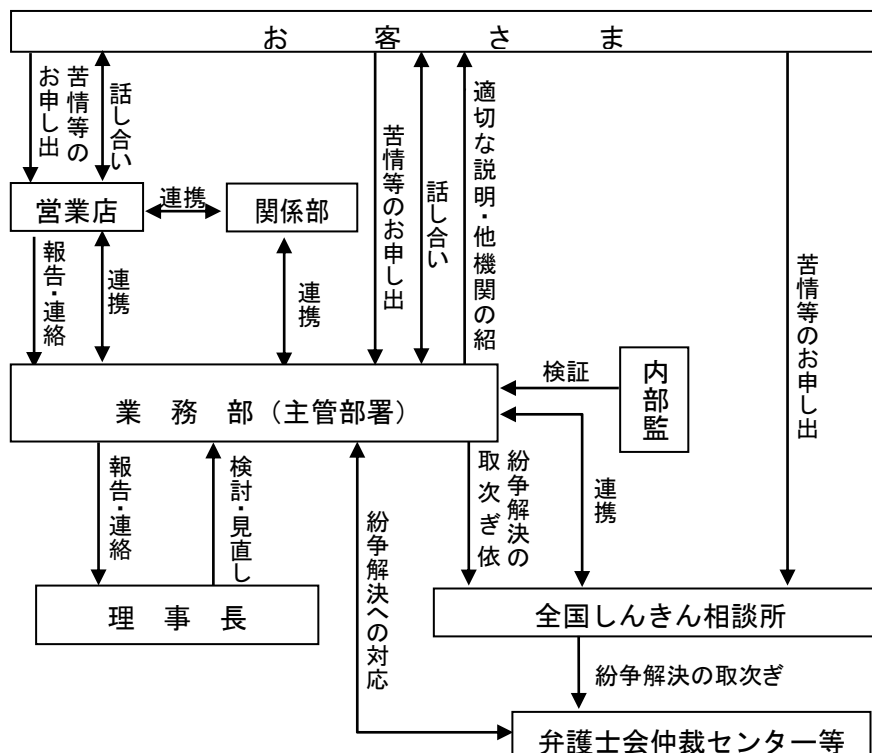 お客さま
苦情等の
お申し出
話し合い
苦情等のお申し出
話し合い
適切な説明・他機関の紹
苦情等のお申し出
営業店
連携
関係部
報告・連絡
連携
連携
検証
内部監
業務部（主管部署）
報告・連絡
検討・見直し
紛争解決への対応
紛争解決の
取次ぎ依
連携
理事長
全国しんきん相談所
紛争解決の取次ぎ
弁護士会仲裁センター等